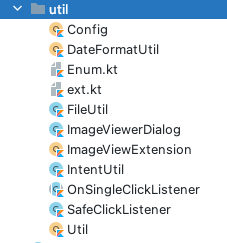 util
Config
DateFormatUtil
Enum.kt
ext.kt
FileUtil
ImageViewerDialog
ImageViewExtension
IntentUtil
OnSingleClickListener
SafeClickListener
Util